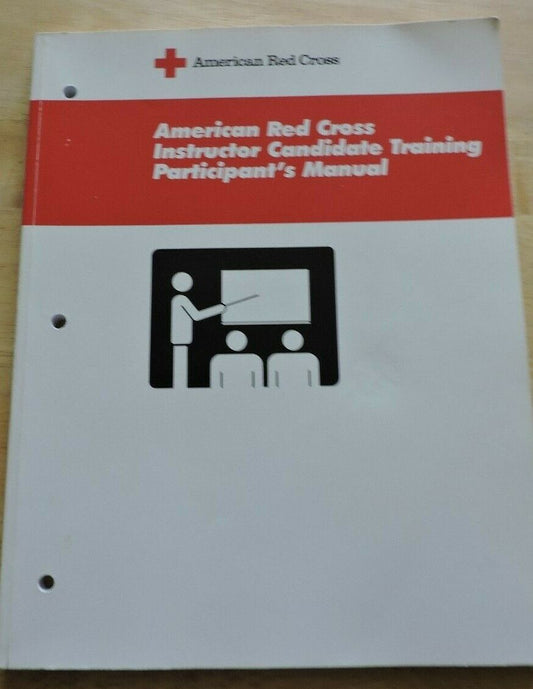 American Red Cross
American Red Cross
Instructor Candidate Training
Participant's Manual